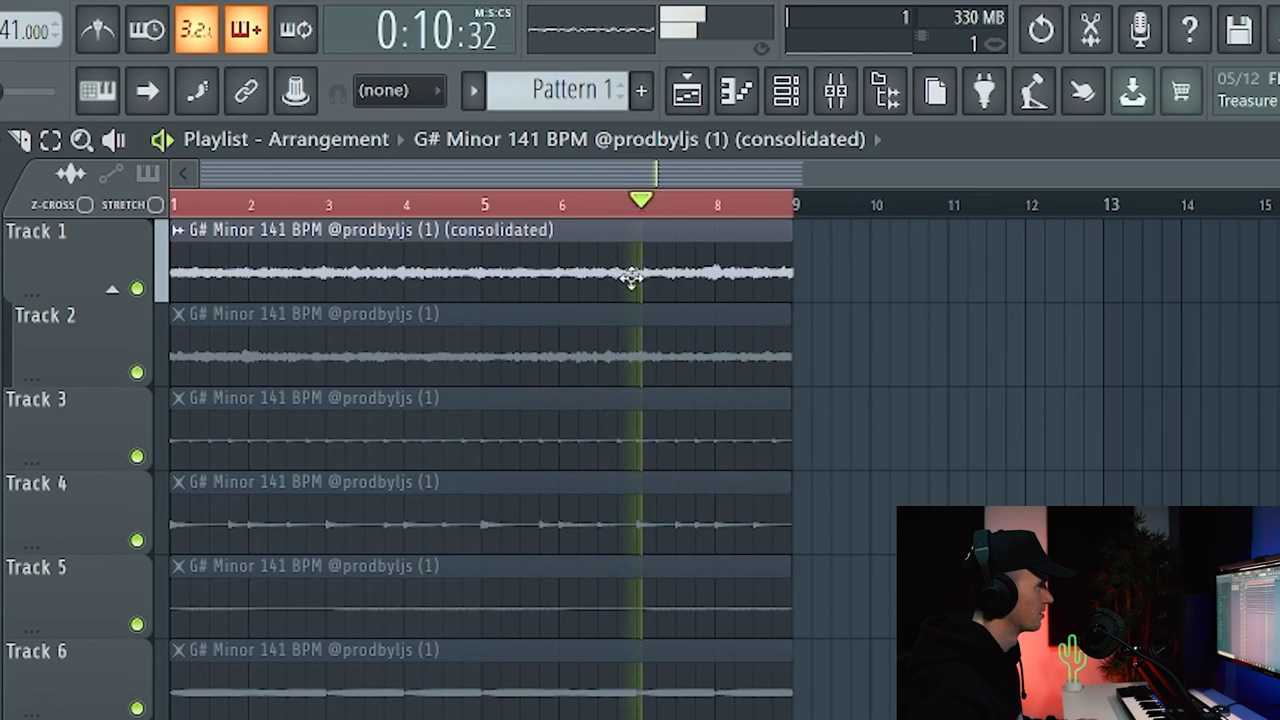 41.000
3.2.1
0:10:32
M:S:CS
1
330 MB
1
(none)
Pattern 1
+
05/12
Treasure
Playlist - Arrangement
G# Minor 141 BPM @prodbyljs (1) (consolidated)
Z-CROSS
STRETCH
1
2
3
4
5
6
8
9
10
11
12
13
14
15
Track 1
G# Minor 141 BPM @prodbyljs (1) (consolidated)
Track 2
G# Minor 141 BPM @prodbyljs (1)
Track 3
G# Minor 141 BPM @prodbyljs (1)
Track 4
G# Minor 141 BPM @prodbyljs (1)
Track 5
G# Minor 141 BPM @prodbyljs (1)
Track 6
G# Minor 141 BPM @prodbyljs (1)